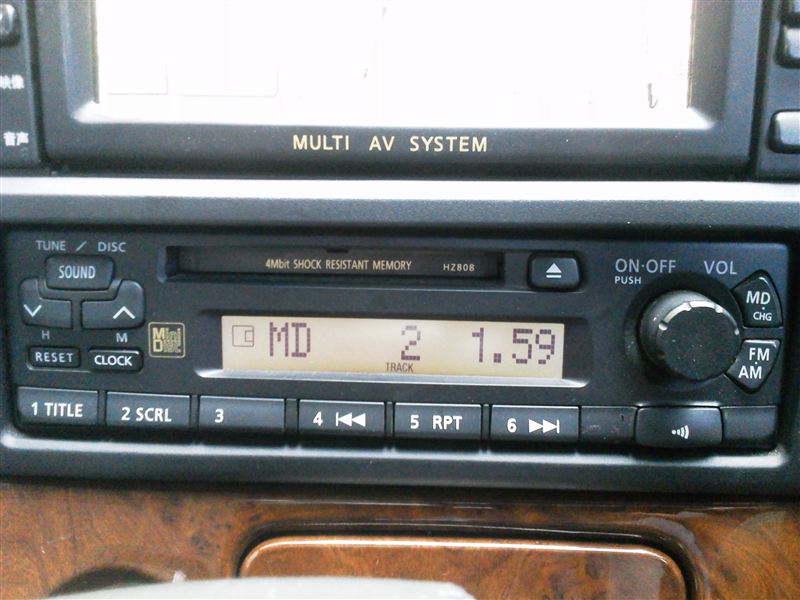 映像
音声
MULTI AV SYSTEM
TUNE / DISC
SOUND
H M
RESET CLOCK
Mini Disc
4Mbit SHOCK RESISTANT MEMORY HZ808
MD 2 1.59
TRACK
ON·OFF VOL
PUSH
MD
CHG
FM
AM
1 TITLE 2 SCRL 3 4 5 RPT 6